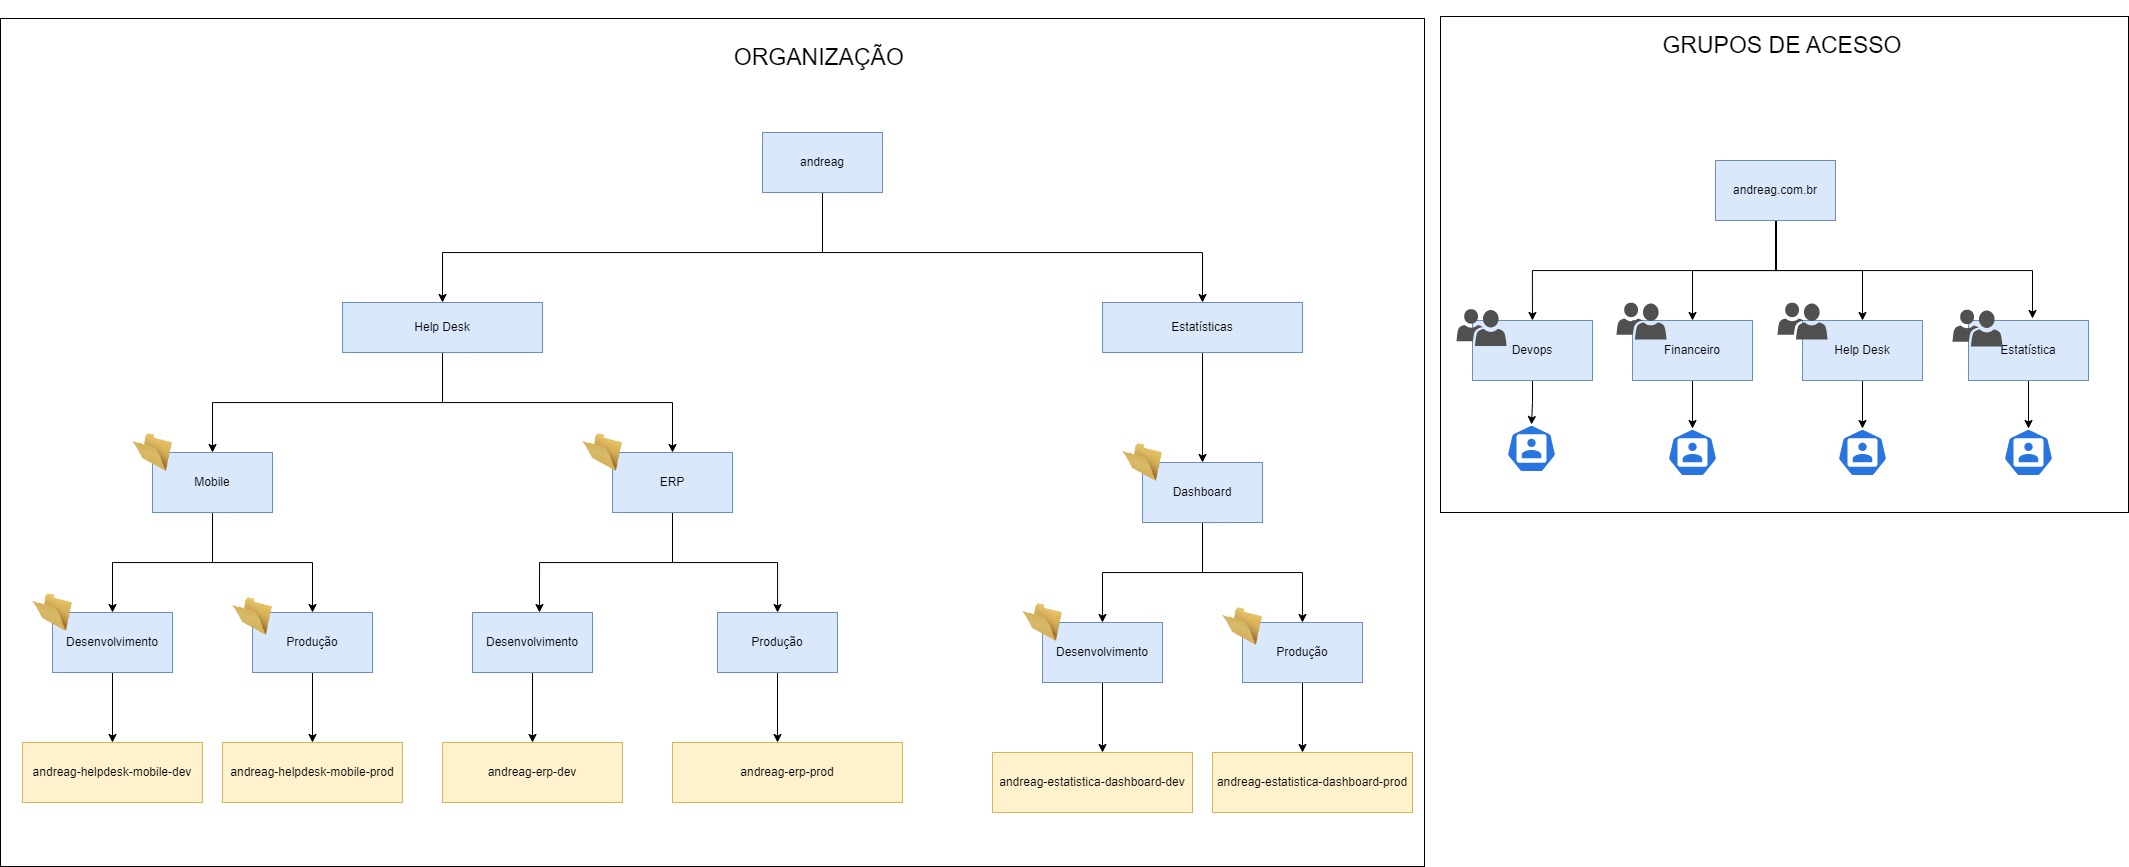 ORGANIZAÇÃO
andreag
Help Desk
Estatísticas
Mobile
ERP
Dashboard
Desenvolvimento
Produção
Desenvolvimento
Produção
Desenvolvimento
Produção
andreag-helpdesk-mobile-dev
andreag-helpdesk-mobile-prod
andreag-erp-dev
andreag-erp-prod
andreag-estatistica-dashboard-dev
andreag-estatistica-dashboard-prod
GRUPOS DE ACESSO
andreag.com.br
Devops
Financeiro
Help Desk
Estatística